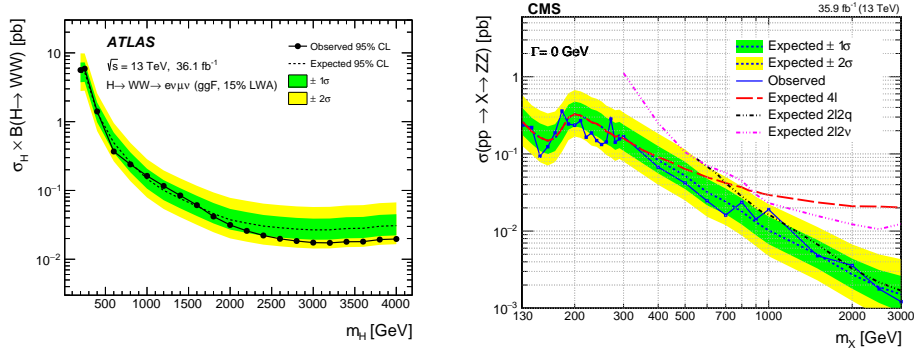 ATLAS
√s = 13 TeV, 36.1 fb⁻¹
H→ WW→ eνμν (ggF, 15% LWA)
Observed 95% CL
Expected 95% CL
± 1σ
± 2σ
σ_H × B(H→ WW) [pb]
10
1
10⁻¹
10⁻²
500 1000 1500 2000 2500 3000 3500 4000
m_H [GeV]
CMS
35.9 fb⁻¹ (13 TeV)
Γ= 0 GeV
Expected ± 1σ
Expected ± 2σ
Observed
Expected 4l
Expected 2l2q
Expected 2l2ν
σ(pp → X→ ZZ) [pb]
1
10⁻¹
10⁻²
10⁻³
130 200 300 400 500 700 1000 2000 3000
m_X [GeV]